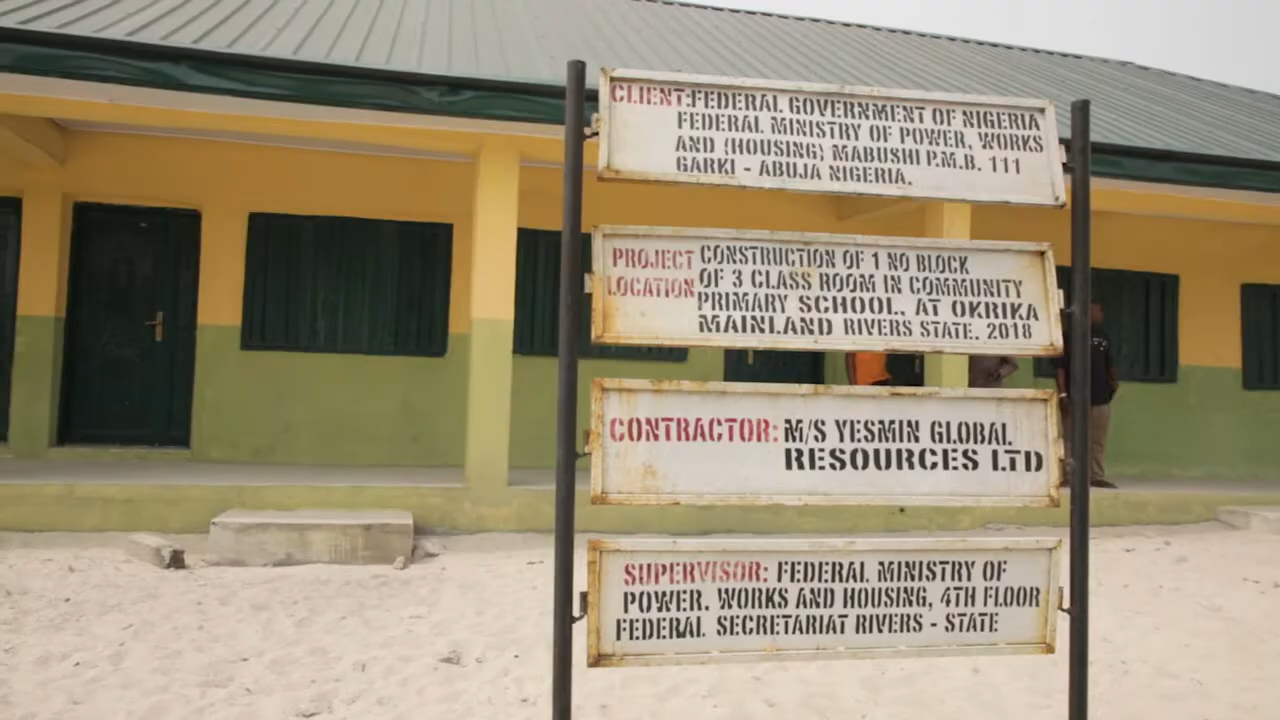 CLIENT: FEDERAL GOVERNMENT OF NIGERIA
FEDERAL MINISTRY OF POWER, WORKS
AND (HOUSING) MABUSHI P.M.B. 111
GARKI - ABUJA NIGERIA.
PROJECT LOCATION CONSTRUCTION OF 1 NO BLOCK
OF 3 CLASS ROOM IN COMMUNITY
PRIMARY SCHOOL., AT OKRIKA
MAINLAND RIVERS STATE. 2018
CONTRACTOR: M/S YESMIN GLOBAL
RESOURCES LTD
SUPERVISOR: FEDERAL MINISTRY OF
POWER. WORKS AND HOUSING, 4TH FLOOR
FEDERAL SECRETARIAT RIVERS - STATE